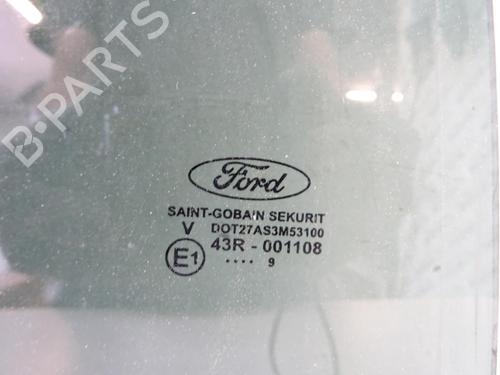 B-PARTS
Ford
SAINT-GOBAIN SEKURIT
V DOT27AS3M53100
E1 43R - 001108
.... 9